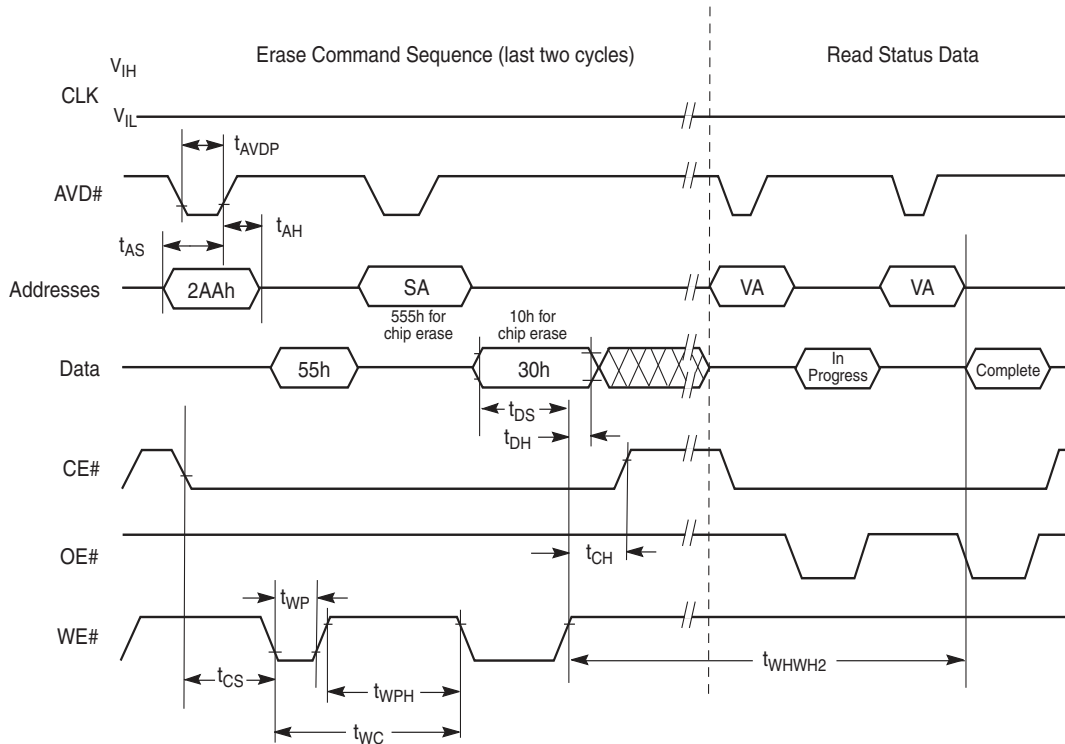 Erase Command Sequence (last two cycles)
Read Status Data
VIH
CLK
VIL
tAVDP
AVD#
tAH
tAS
Addresses
2AAh
SA
VA
VA
555h for
chip erase
10h for
chip erase
Data
55h
30h
In
Progress
Complete
tDS
tDH
CE#
OE#
tCH
tWP
WE#
tCS
tWPH
tWHWH2
tWC